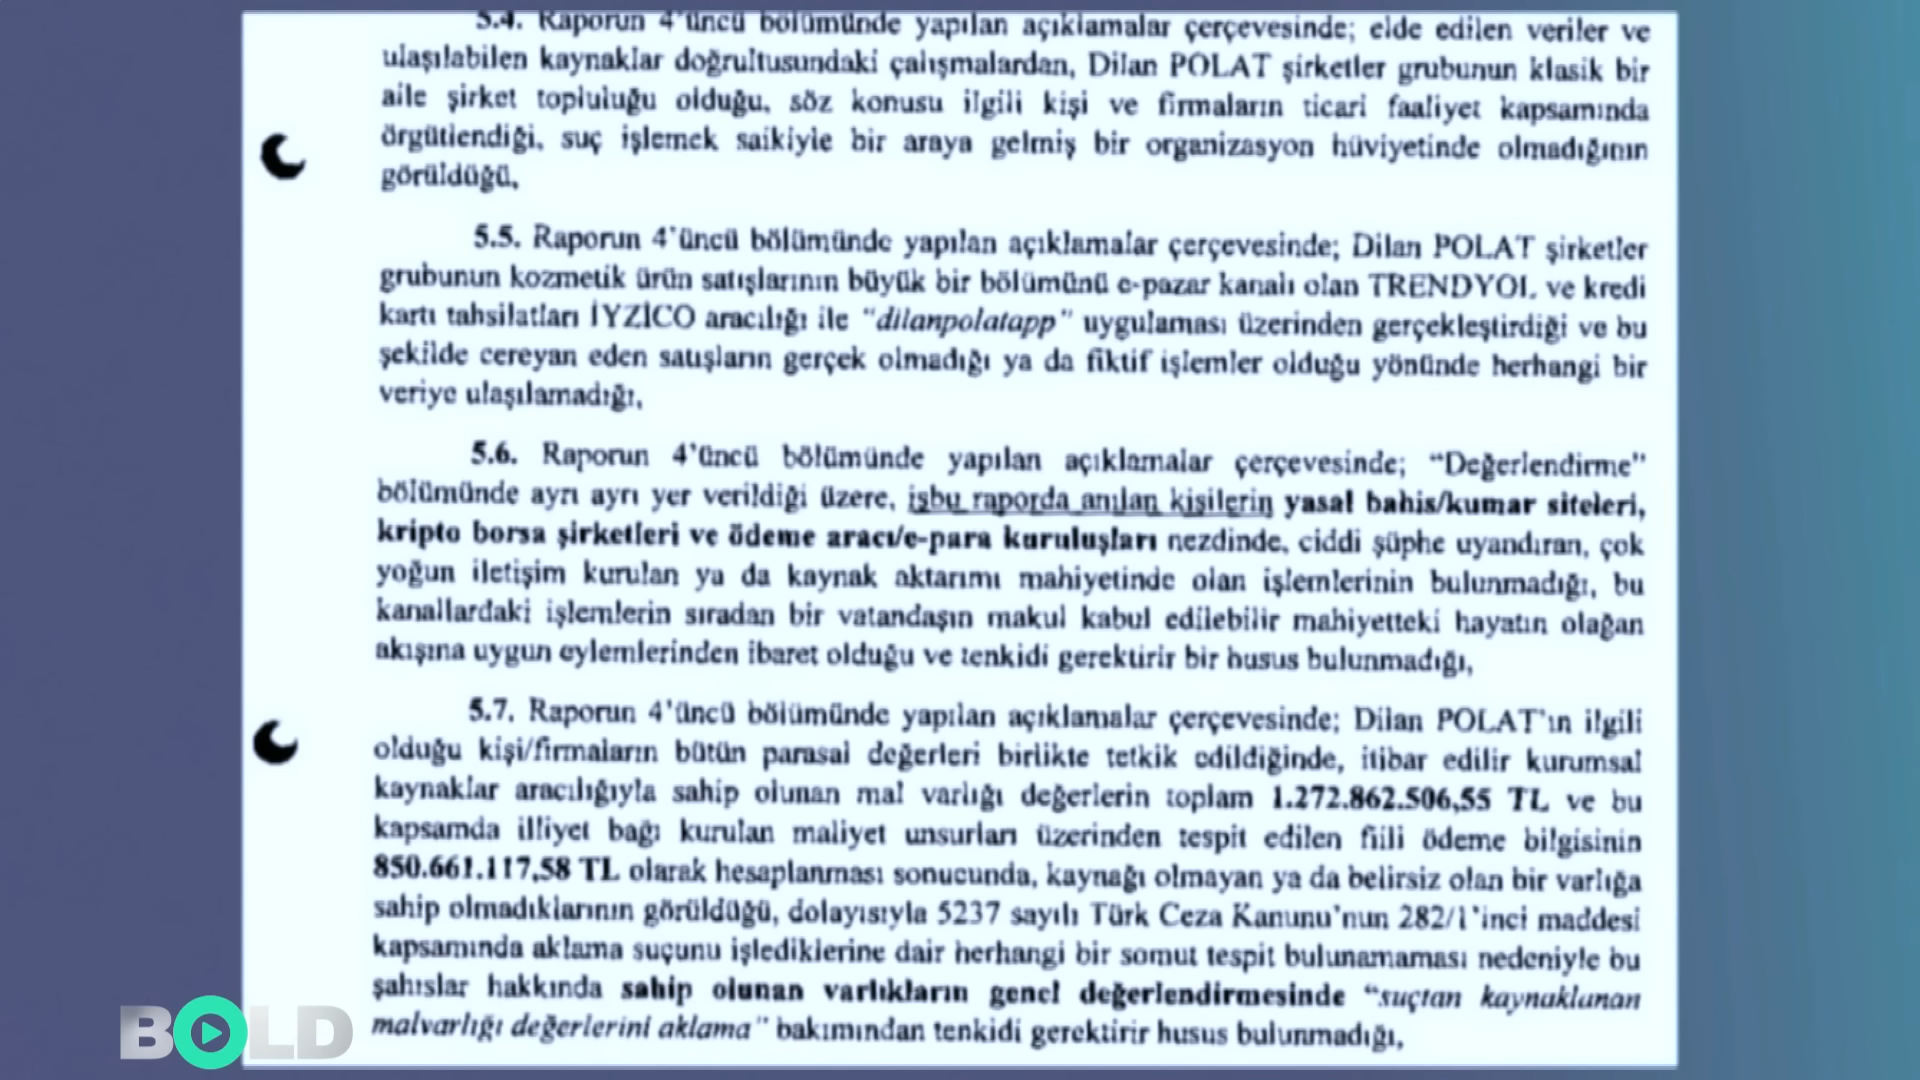 5.4. Raporun 4'üncü bölümünde yapılan açıklamalar çerçevesinde; elde edilen veriler ve
ulaşılabilen kaynaklar doğrultusundaki çalışmalardan, Dilan POLAT şirketler grubunun klasik bir
aile şirket topluluğu olduğu, söz konusu ilgili kişi ve firmaların ticari faaliyet kapsamında
örgütlendiği, suç işlemek saikiyle bir araya gelmiş bir organizasyon hüviyetinde olmadığının
görüldüğü,
5.5. Raporun 4'üncü bölümünde yapılan açıklamalar çerçevesinde; Dilan POLAT şirketler
grubunun kozmetik ürün satışlarının büyük bir bölümünü e-pazar kanalı olan TRENDYOL ve kredi
kartı tahsilatları İYZİCO aracılığı ile "dilanpolatapp" uygulaması üzerinden gerçekleştirdiği ve bu
şekilde cereyan eden satışların gerçek olmadığı ya da fiktif işlemler olduğu yönünde herhangi bir
veriye ulaşılamadığı,
5.6. Raporun 4'üncü bölümünde yapılan açıklamalar çerçevesinde; "Değerlendirme"
bölümünde ayrı ayrı yer verildiği üzere, işbu raporda anılan kişilerin yasal bahis/kumar siteleri,
kripto borsa şirketleri ve ödeme aracı/e-para kuruluşları nezdinde, ciddi şüphe uyandıran, çok
yoğun iletişim kurulan ya da kaynak aktarımı mahiyetinde olan işlemlerinin bulunmadığı, bu
kanallardaki işlemlerin sıradan bir vatandaşın makul kabul edilebilir mahiyetteki hayatın olağan
akışına uygun eylemlerinden ibaret olduğu ve tenkidi gerektirir bir husus bulunmadığı,
5.7. Raporun 4'üncü bölümünde yapılan açıklamalar çerçevesinde; Dilan POLAT'ın ilgili
olduğu kişi/firmaların bütün parasal değerleri birlikte tetkik edildiğinde, itibar edilir kurumsal
kaynaklar aracılığıyla sahip olunan mal varlığı değerlerin toplam 1.272.862.506,55 TL ve bu
kapsamda illiyet bağı kurulan maliyet unsurları üzerinden tespit edilen fiili ödeme bilgisinin
850.661.117,58 TL olarak hesaplanması sonucunda, kaynağı olmayan ya da belirsiz olan bir varlığa
sahip olmadıklarının görüldüğü, dolayısıyla 5237 sayılı Türk Ceza Kanunu'nun 282/1'inci maddesi
kapsamında aklama suçunu işlediklerine dair herhangi bir somut tespit bulunamaması nedeniyle bu
şahıslar hakkında sahip olunan varlıkların genel değerlendirmesinde "suçtan kaynaklanan
malvarlığı değerlerini aklama" bakımından tenkidi gerektirir husus bulunmadığı,
BOLD